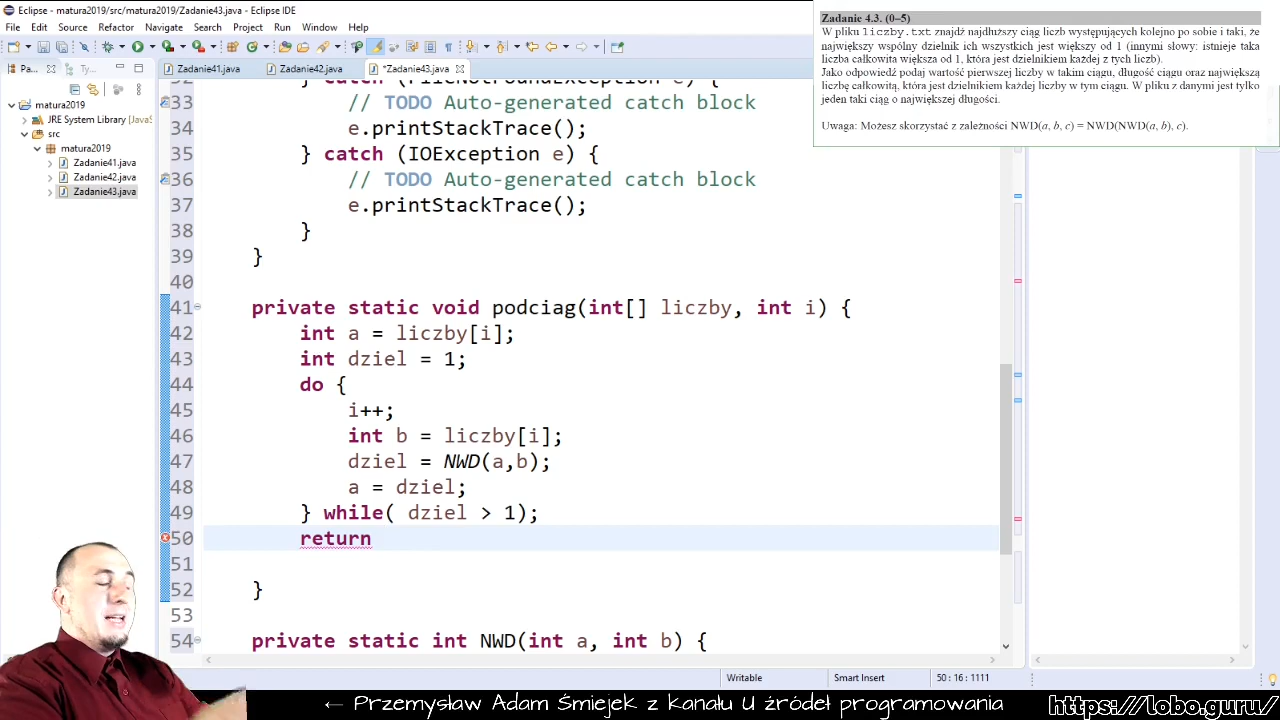 Eclipse - matura2019/src/matura2019/Zadanie43.java - Eclipse IDE
File Edit Source Refactor Navigate Search Project Run Window Help
Zadanie 4.3. (0–5)
W pliku liczby.txt znajdź najdłuższy ciąg liczb występujących kolejno po sobie i taki, że
największy wspólny dzielnik ich wszystkich jest większy od 1 (innymi słowy: istnieje taka
liczba całkowita większa od 1, która jest dzielnikiem każdej z tych liczb).
Jako odpowiedź podaj wartość pierwszej liczby w takim ciągu, długość ciągu oraz największą
liczbę całkowitą, która jest dzielnikiem każdej liczby w tym ciągu. W pliku z danymi jest tylko
jeden taki ciąg o największej długości.
Uwaga: Możesz skorzystać z zależności NWD(a, b, c) = NWD(NWD(a, b), c).
Pa... Ty...
matura2019
JRE System Library [JavaS
src
matura2019
Zadanie41.java
Zadanie42.java
Zadanie43.java
Zadanie41.java Zadanie42.java *Zadanie43.java
32 } catch (FileNotFoundException e) {
33 // TODO Auto-generated catch block
34 e.printStackTrace();
35 } catch (IOException e) {
36 // TODO Auto-generated catch block
37 e.printStackTrace();
38 }
39 }
40
41 private static void podciag(int[] liczby, int i) {
42 int a = liczby[i];
43 int dziel = 1;
44 do {
45 i++;
46 int b = liczby[i];
47 dziel = NWD(a,b);
48 a = dziel;
49 } while( dziel > 1);
50 return
51
52 }
53
54 private static int NWD(int a, int b) {
Writable Smart Insert 50 : 16 : 1111
← Przemysław Adam Śmiejek z kanału U źródeł programowania https://lobo.guru/